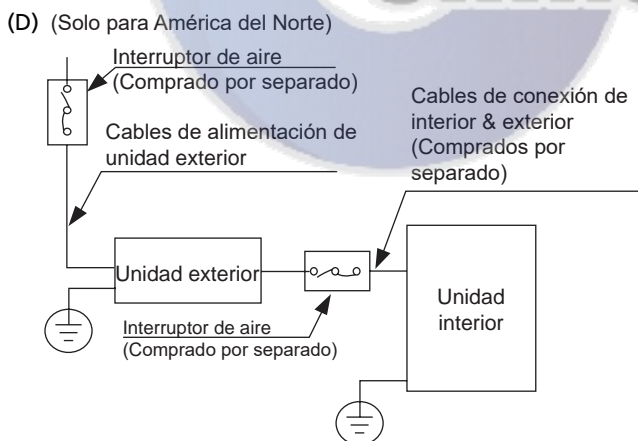 (D) (Solo para América del Norte)
Interruptor de aire
(Comprado por separado)
Cables de conexión de
interior & exterior
(Comprados por
separado)
Cables de alimentación de
unidad exterior
Unidad exterior
Interruptor de aire
(Comprado por separado)
Unidad
interior